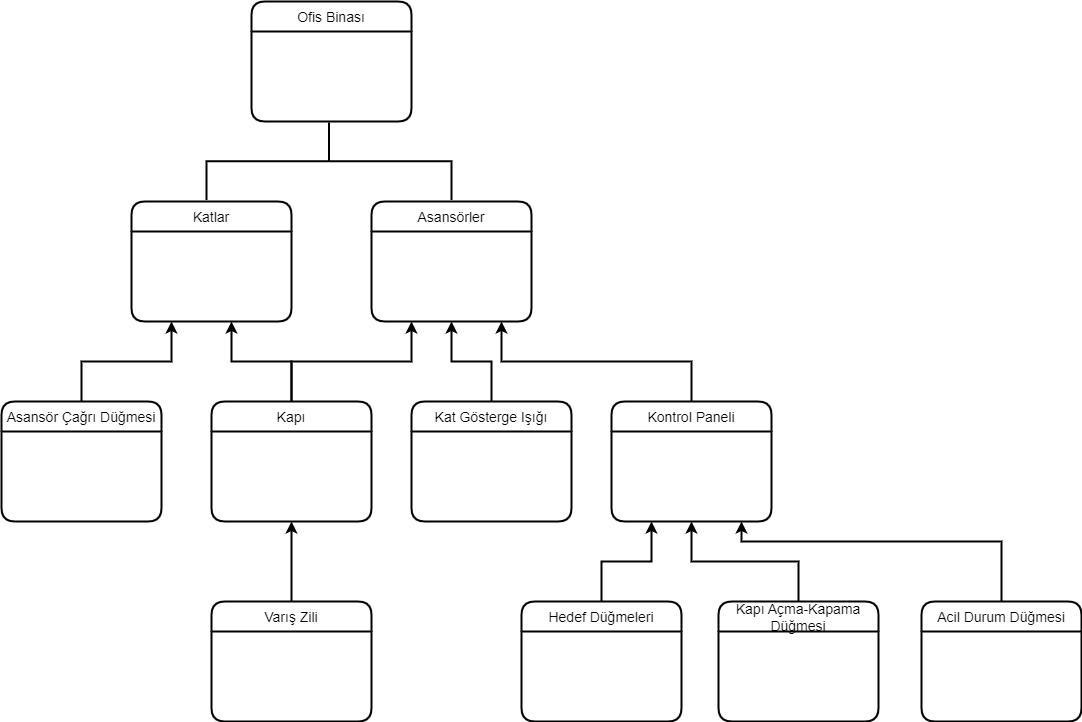 Ofis Binası
Katlar
Asansörler
Asansör Çağrı Düğmesi
Kapı
Kat Gösterge Işığı
Kontrol Paneli
Varış Zili
Hedef Düğmeleri
Kapı Açma-Kapama
Düğmesi
Acil Durum Düğmesi